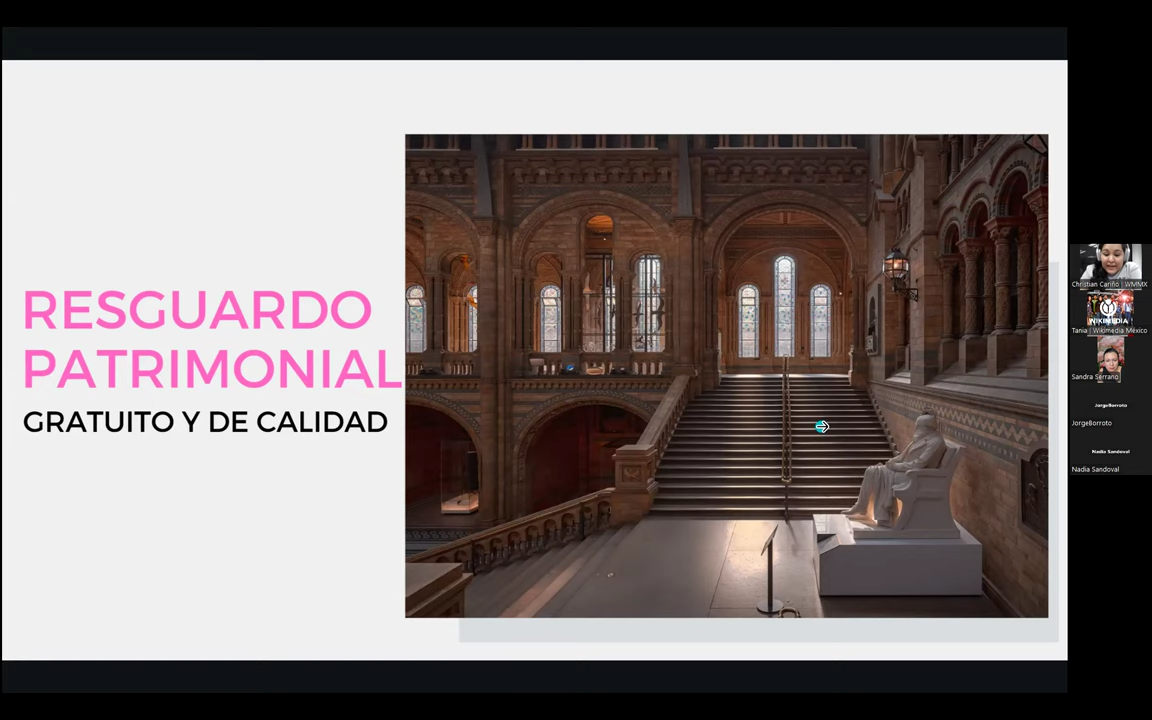 RESGUARDO
PATRIMONIAL
GRATUITO Y DE CALIDAD
Christian Cariño | WMMX
WIKIMEDIA
Tania | Wikimedia México
Sandra Serrano
JorgeBorroto
JorgeBorroto
Nadia Sandoval
Nadia Sandoval